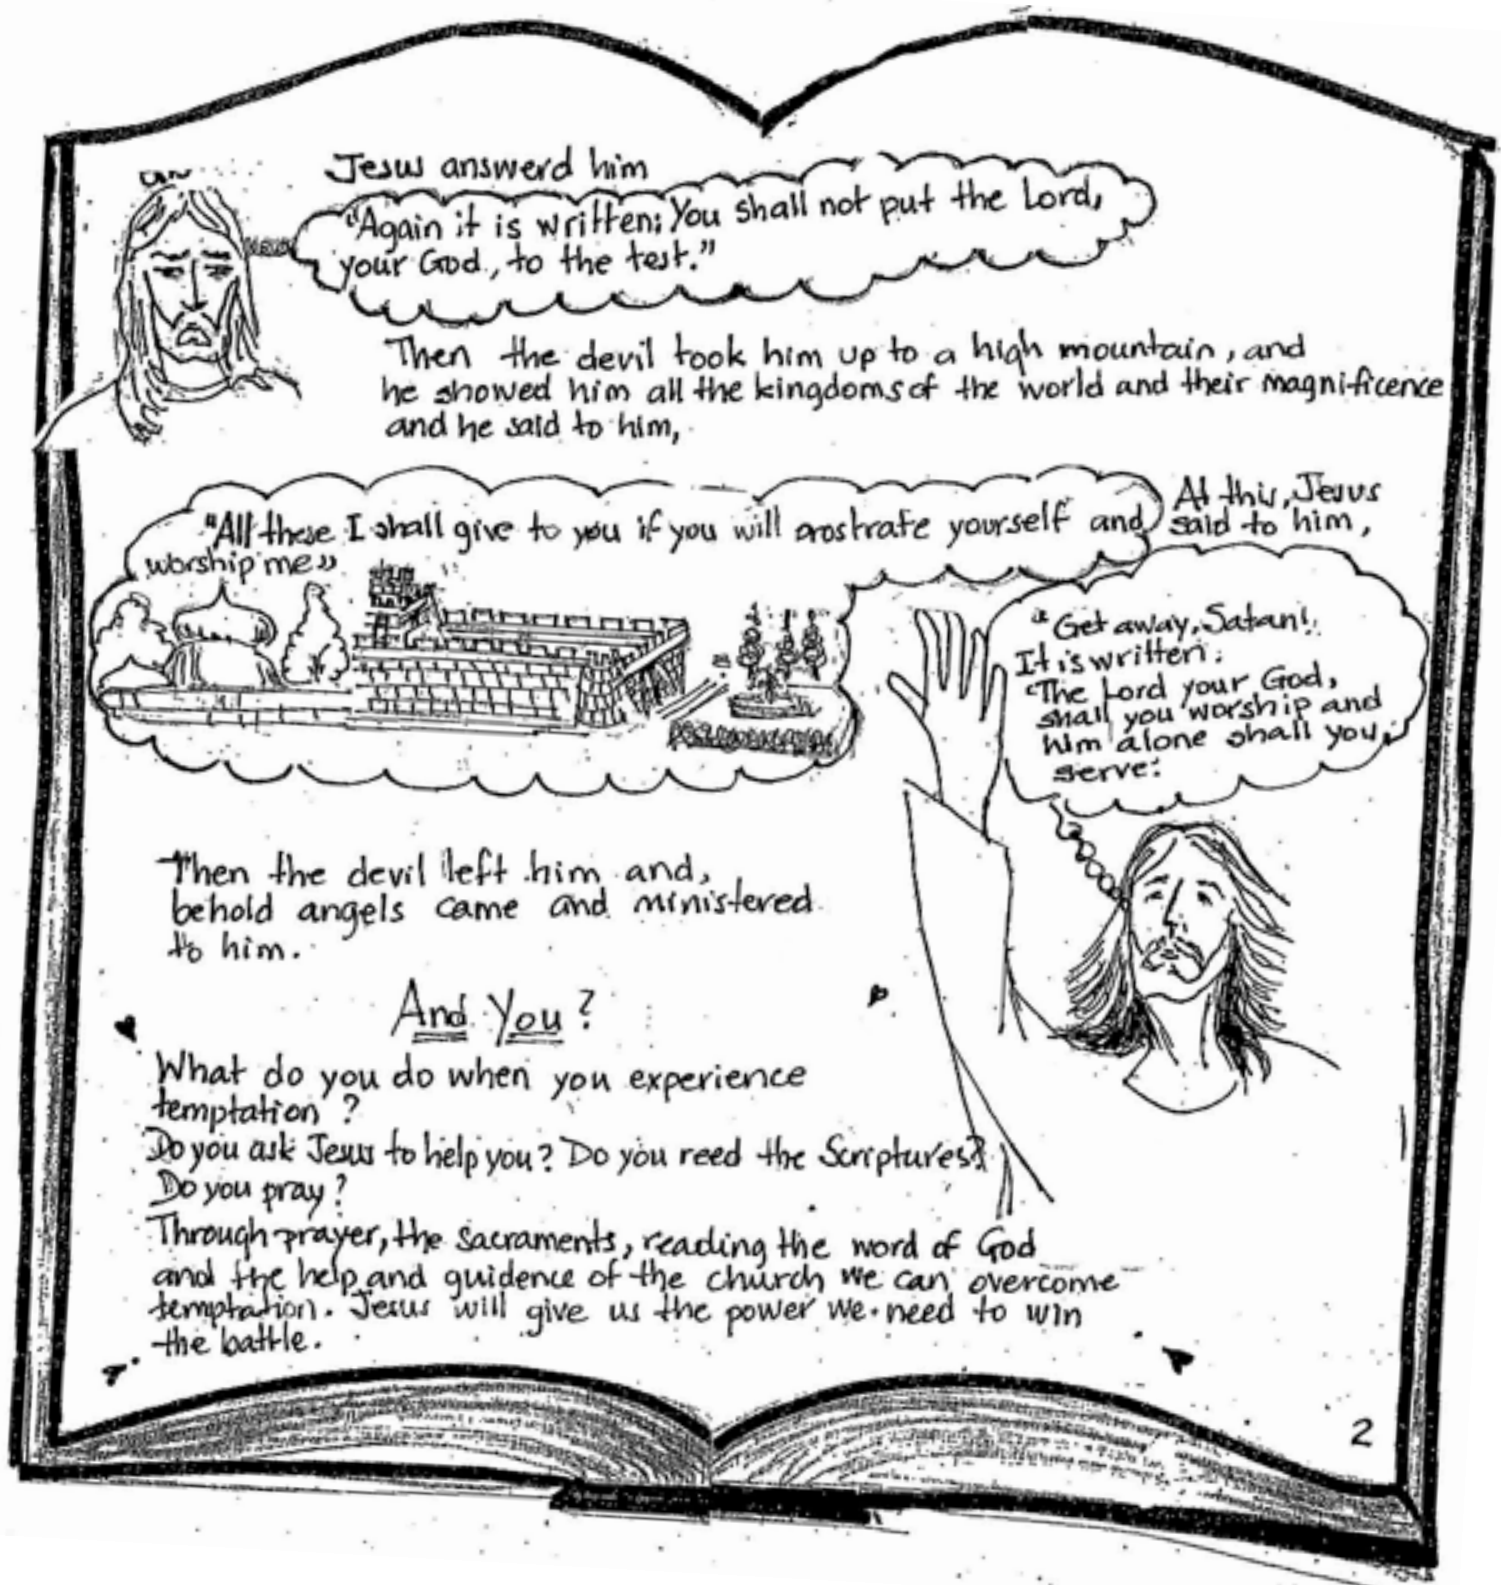 Jesus answerd him
"Again it is written: You shall not put the Lord,
your God, to the test."
Then the devil took him up to a high mountain, and
he showed him all the kingdoms of the world and their magnificence
and he said to him,
"All these I shall give to you if you will prostrate yourself and
worship me"
At this, Jesus
said to him,
"Get away, Satan!
It is written:
'The Lord your God,
shall you worship and
him alone shall you
serve:
Then the devil left him and,
behold angels came and ministered
to him.
And You?
What do you do when you experience
temptation?
Do you ask Jesus to help you? Do you reed the Scriptures?
Do you pray?
Through prayer, the sacraments, reading the word of God
and the help and guidence of the church we can overcome
temptation. Jesus will give us the power we need to win
the battle.
2